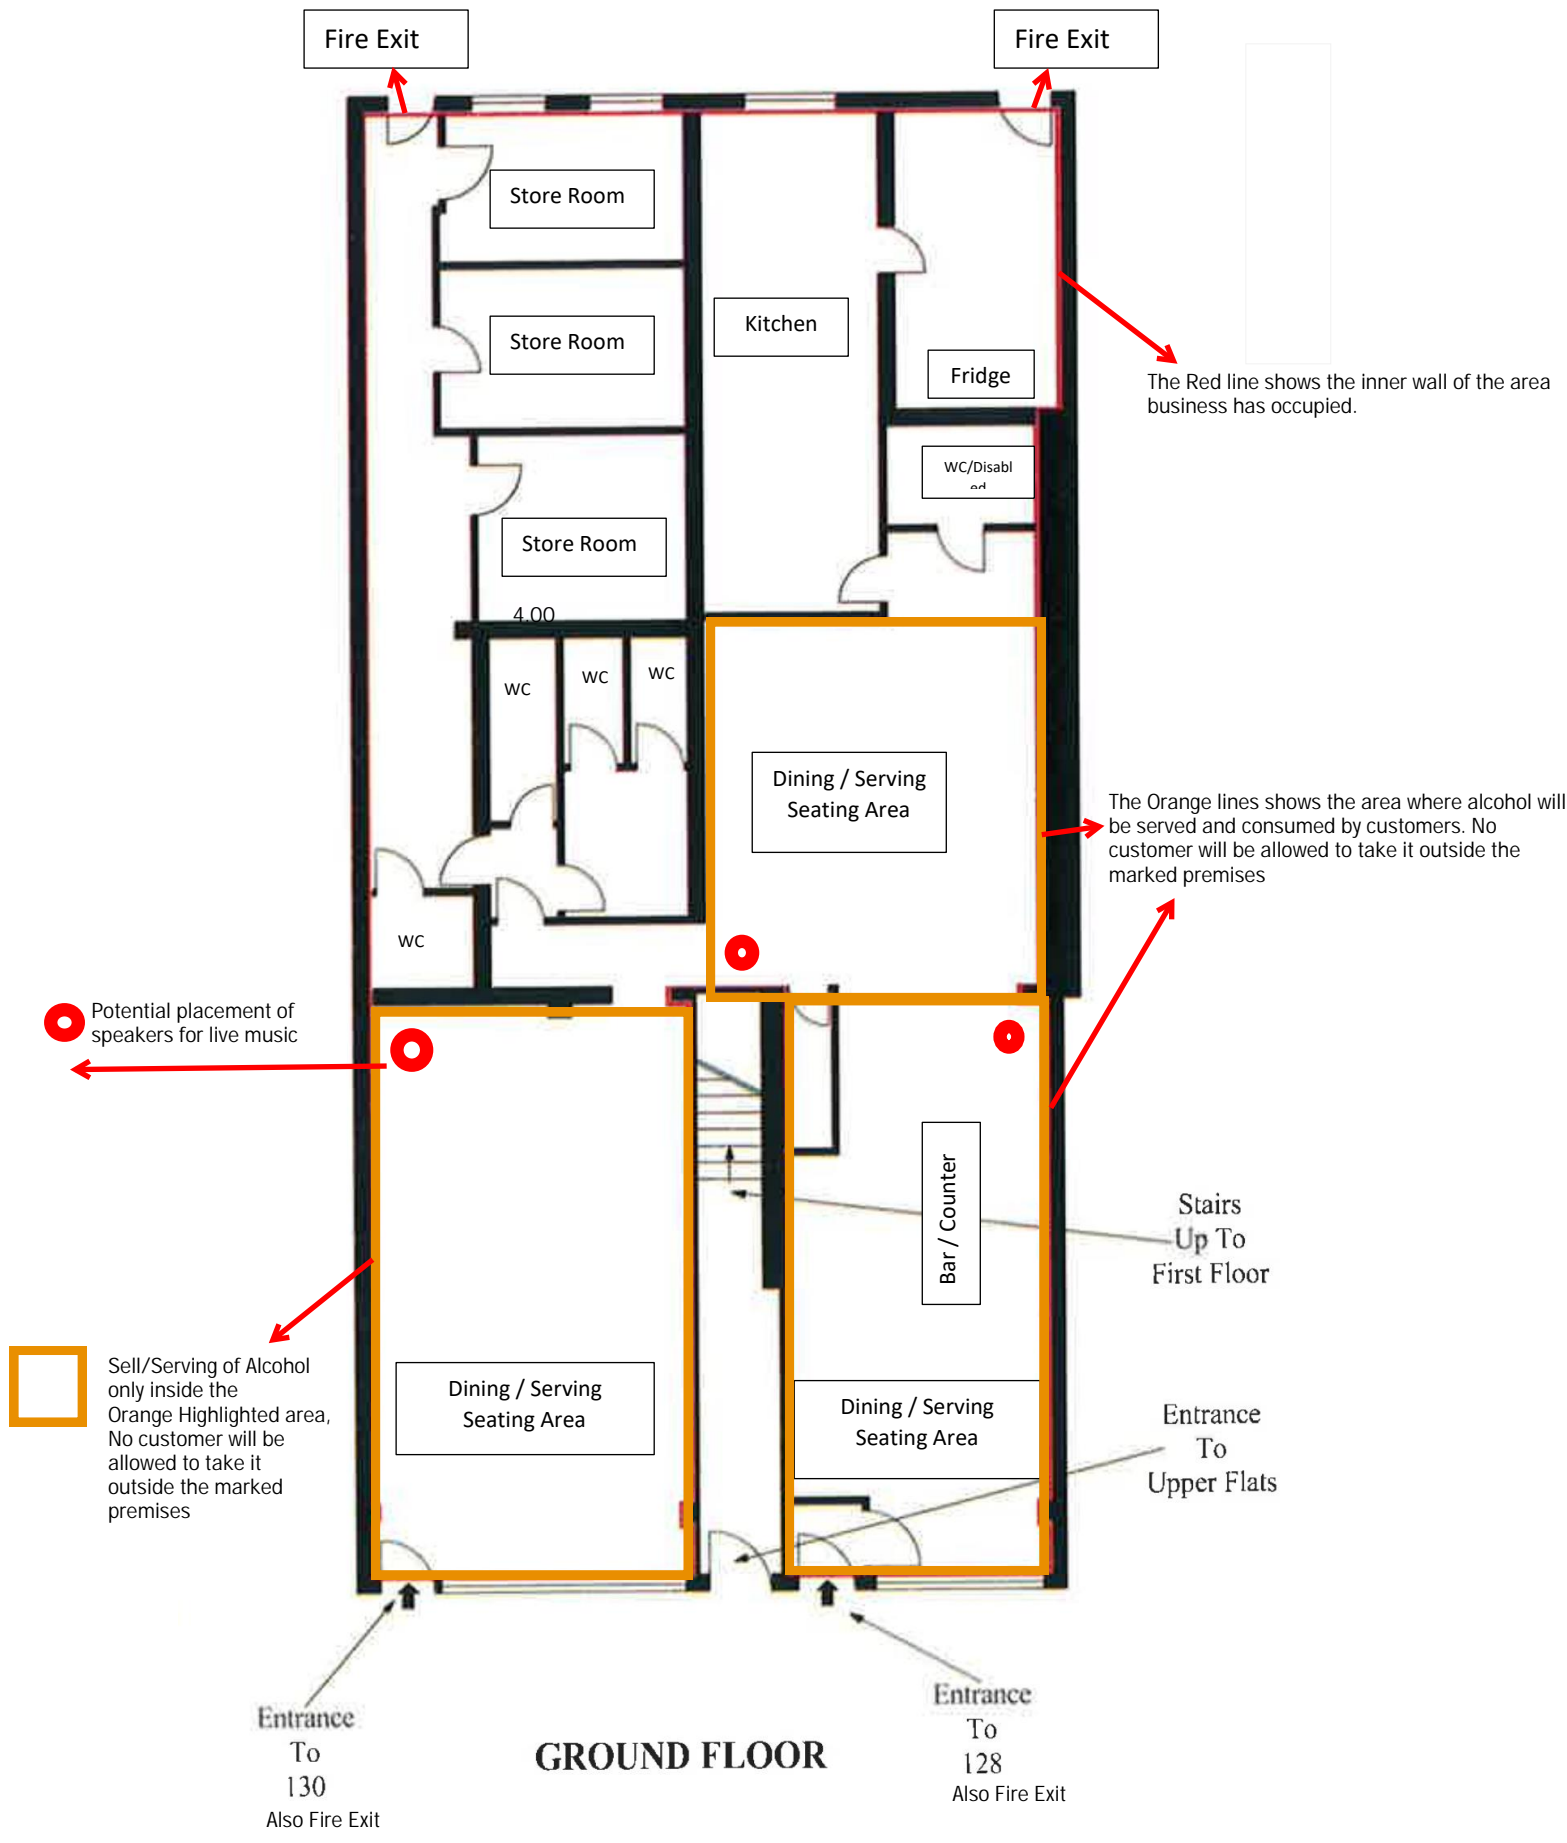 Fire Exit
Fire Exit
Store Room
Store Room
Kitchen
Fridge
The Red line shows the inner wall of the area
business has occupied.
WC/Disabl
ed
Store Room
4.00
WC
WC
WC
Dining / Serving
Seating Area
The Orange lines shows the area where alcohol will
be served and consumed by customers. No
customer will be allowed to take it outside the
marked premises
WC
Potential placement of
speakers for live music
Bar / Counter
Stairs
Up To
First Floor
Sell/Serving of Alcohol
only inside the
Orange Highlighted area,
No customer will be
allowed to take it
outside the marked
premises
Dining / Serving
Seating Area
Dining / Serving
Seating Area
Entrance
To
Upper Flats
Entrance
To
130
Also Fire Exit
GROUND FLOOR
Entrance
To
128
Also Fire Exit